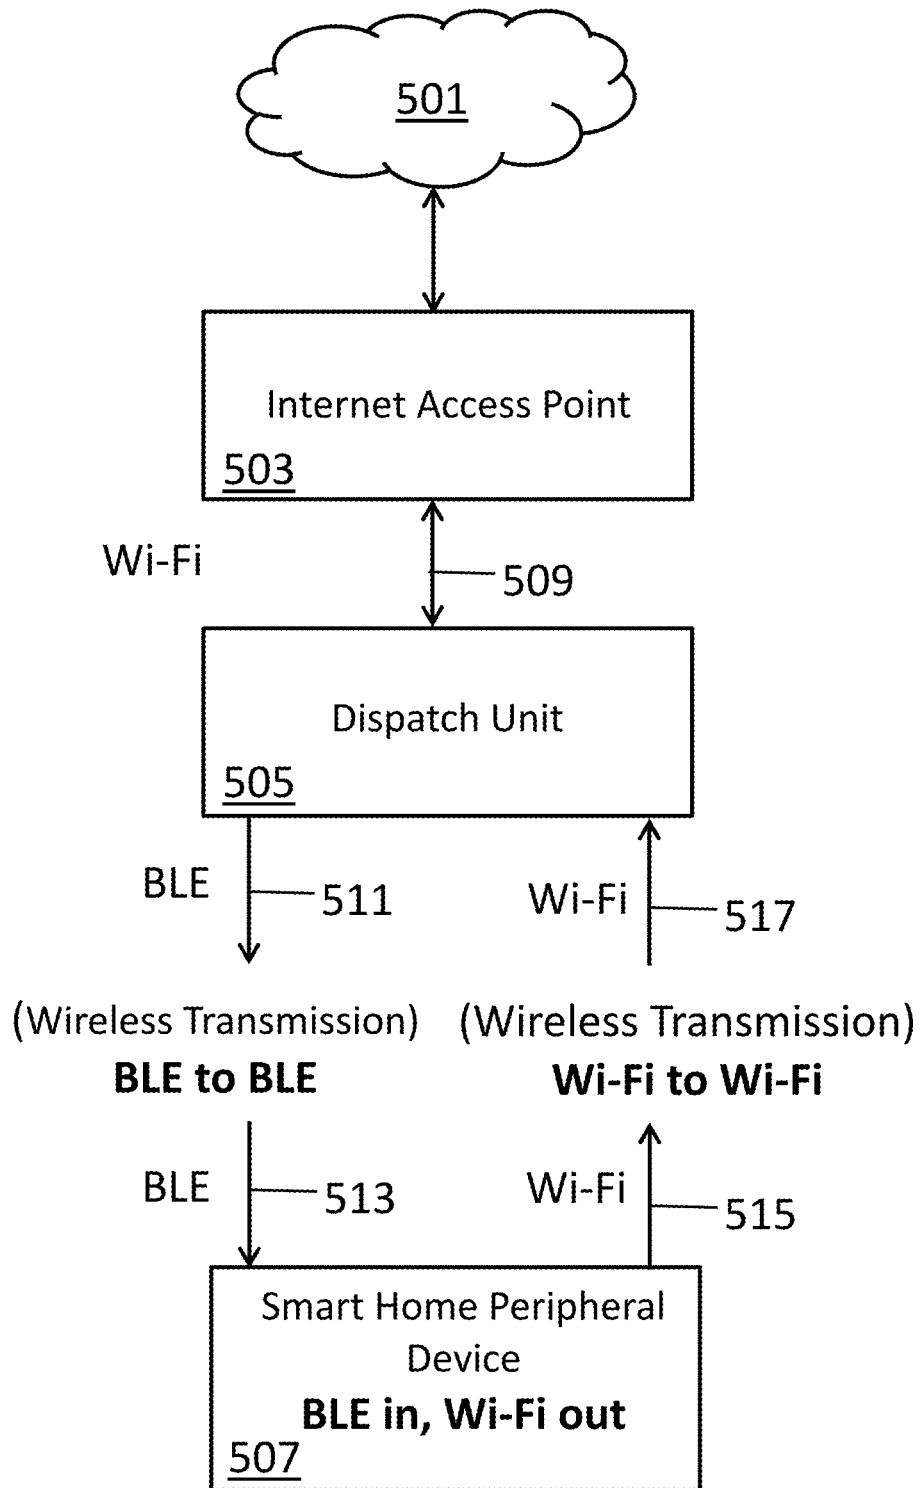 501
Internet Access Point
503
Wi-Fi
509
Dispatch Unit
505
BLE
511
Wi-Fi
517
(Wireless Transmission)
BLE to BLE
(Wireless Transmission)
Wi-Fi to Wi-Fi
BLE
513
Wi-Fi
515
Smart Home Peripheral
Device
BLE in, Wi-Fi out
507